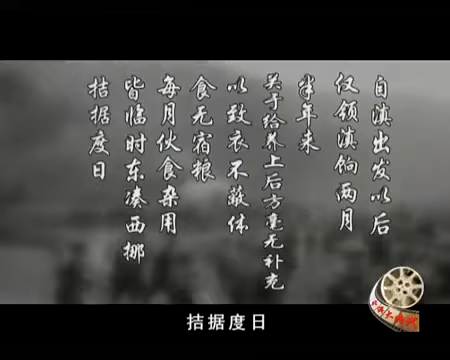 自滇出发以后
仅领滇饷两月
半年来
关于给养上后方毫无补充
以致衣不蔽体
食无宿粮
每月伙食杂用
皆临时东凑西挪
拮据度日
拮据度日